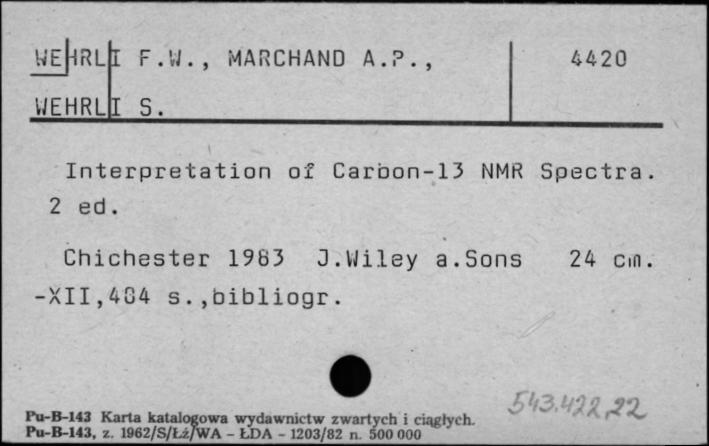 WEHRLI F.W., MARCHAND A.P., 4420
WEHRLI S.
Interpretation of Carbon-13 NMR Spectra.
2 ed.
Chichester 1983 J.Wiley a.Sons 24 cm.
-XII,484 s.,bibliogr.
543.422.22
Pu-B-143 Karta katalogowa wydawnictw zwartych i ciągłych.
Pu-B-143, z. 1962/S/Łź/WA - ŁDA - 1203/82 n. 500 000